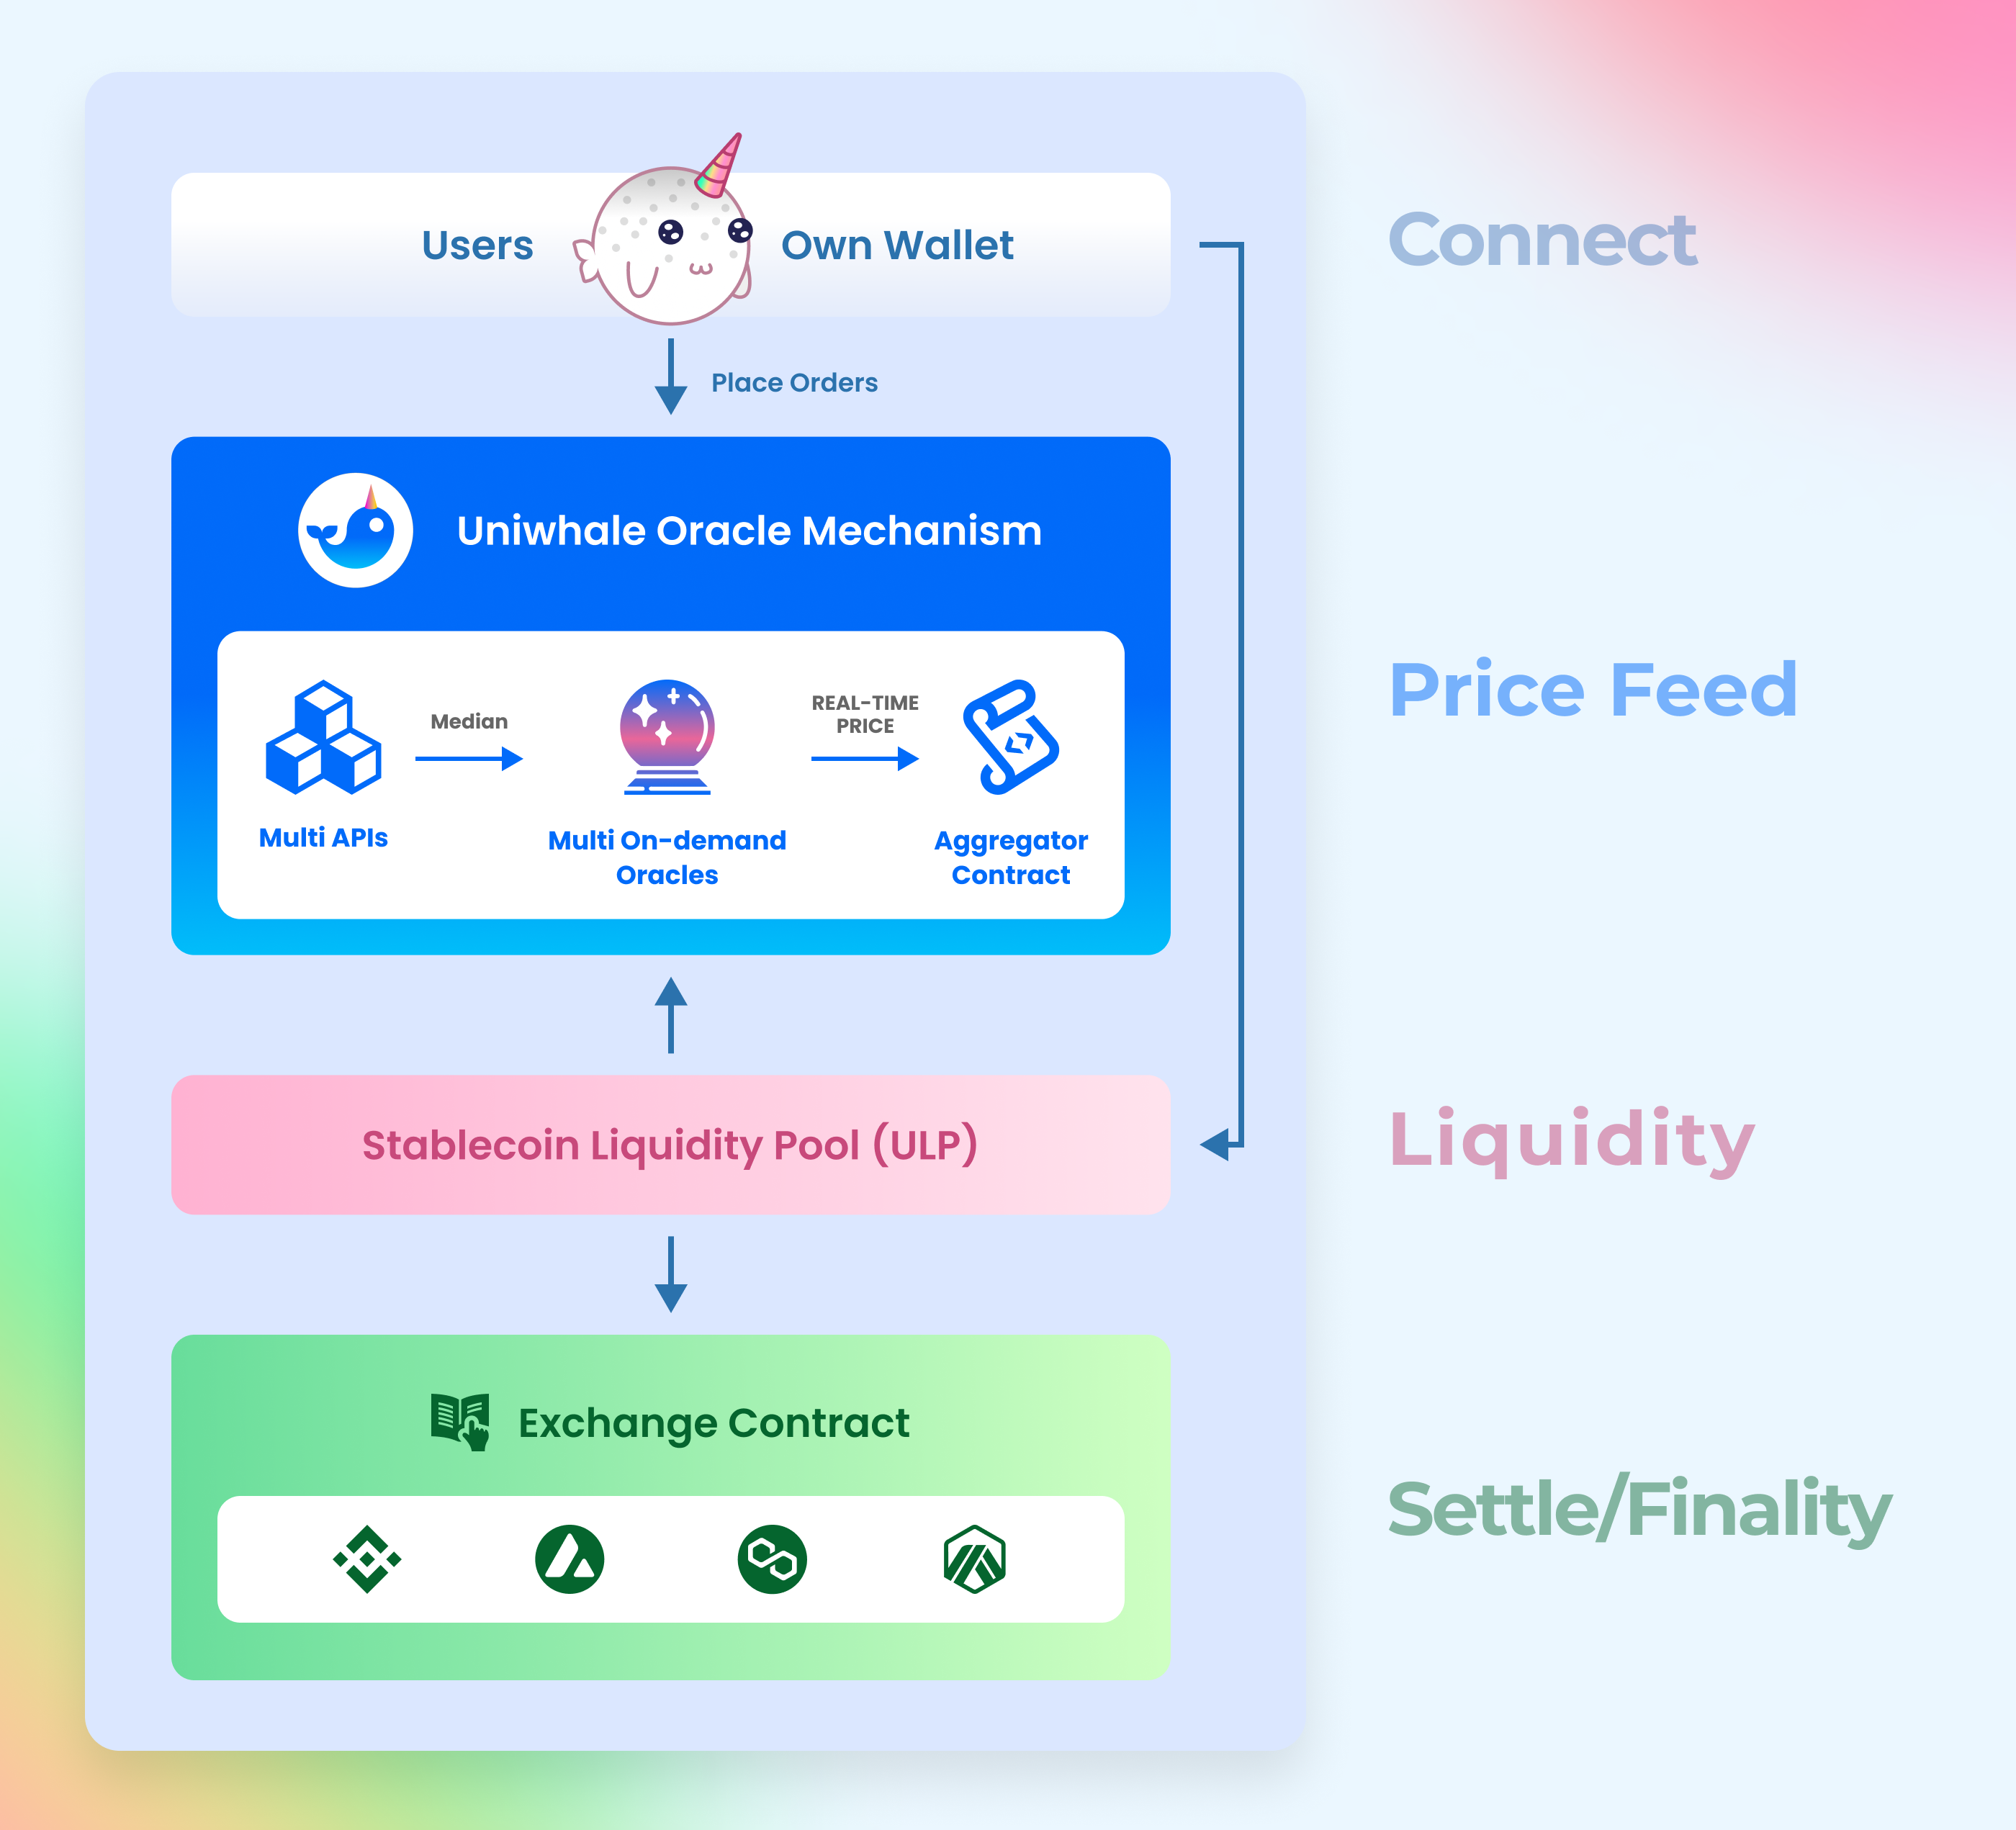 Users Own Wallet
Connect
Place Orders
Uniwhale Oracle Mechanism
Price Feed
Median
REAL-TIME
PRICE
Multi APIs
Multi On-demand
Oracles
Aggregator
Contract
Stablecoin Liquidity Pool (ULP)
Liquidity
Exchange Contract
Settle/Finality